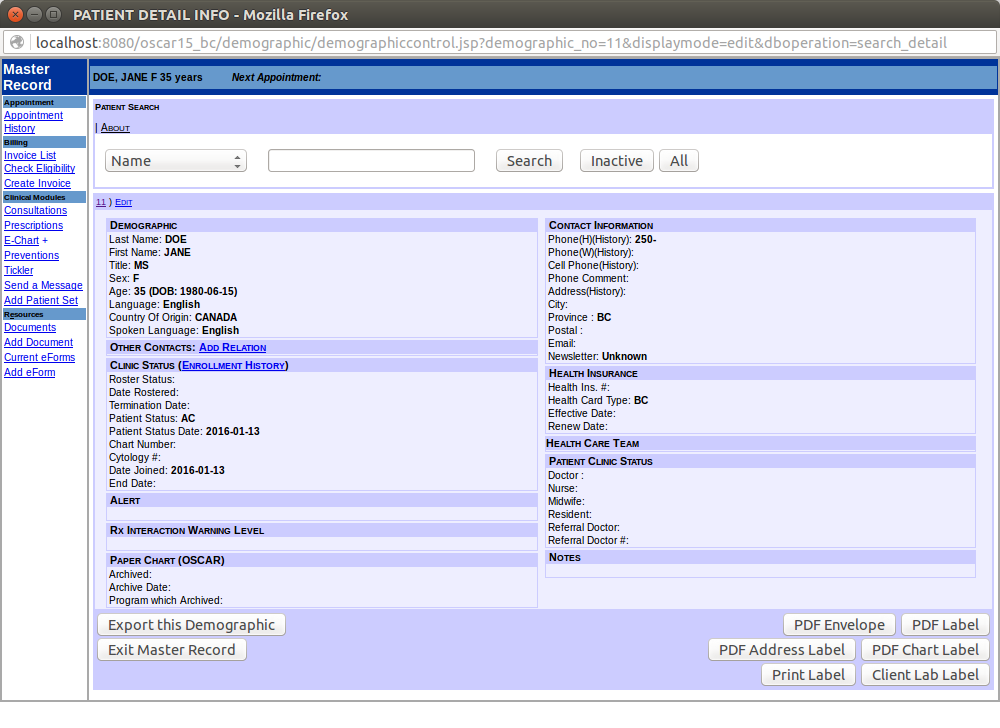 PATIENT DETAIL INFO - Mozilla Firefox
localhost:8080/oscar15_bc/demographic/demographiccontrol.jsp?demographic_no=11&displaymode=edit&dboperation=search_detail
Master
Record
DOE, JANE F 35 years Next Appointment:
Appointment
Appointment
History
Billing
Invoice List
Check Eligibility
Create Invoice
Clinical Modules
Consultations
Prescriptions
E-Chart +
Preventions
Tickler
Send a Message
Add Patient Set
Resources
Documents
Add Document
Current eForms
Add eForm
PATIENT SEARCH
| ABOUT
Name Search Inactive All
11 ) EDIT
DEMOGRAPHIC
Last Name: DOE
First Name: JANE
Title: MS
Sex: F
Age: 35 (DOB: 1980-06-15)
Language: English
Country Of Origin: CANADA
Spoken Language: English
OTHER CONTACTS: ADD RELATION
CLINIC STATUS (ENROLLMENT HISTORY)
Roster Status:
Date Rostered:
Termination Date:
Patient Status: AC
Patient Status Date: 2016-01-13
Chart Number:
Cytology #:
Date Joined: 2016-01-13
End Date:
ALERT
RX INTERACTION WARNING LEVEL
PAPER CHART (OSCAR)
Archived:
Archive Date:
Program which Archived:
CONTACT INFORMATION
Phone(H)(History): 250-
Phone(W)(History):
Cell Phone(History):
Phone Comment:
Address(History):
City:
Province : BC
Postal :
Email:
Newsletter: Unknown
HEALTH INSURANCE
Health Ins. #:
Health Card Type: BC
Effective Date:
Renew Date:
HEALTH CARE TEAM
PATIENT CLINIC STATUS
Doctor :
Nurse:
Midwife:
Resident:
Referral Doctor:
Referral Doctor #:
NOTES
Export this Demographic PDF Envelope PDF Label
Exit Master Record PDF Address Label PDF Chart Label
Print Label Client Lab Label